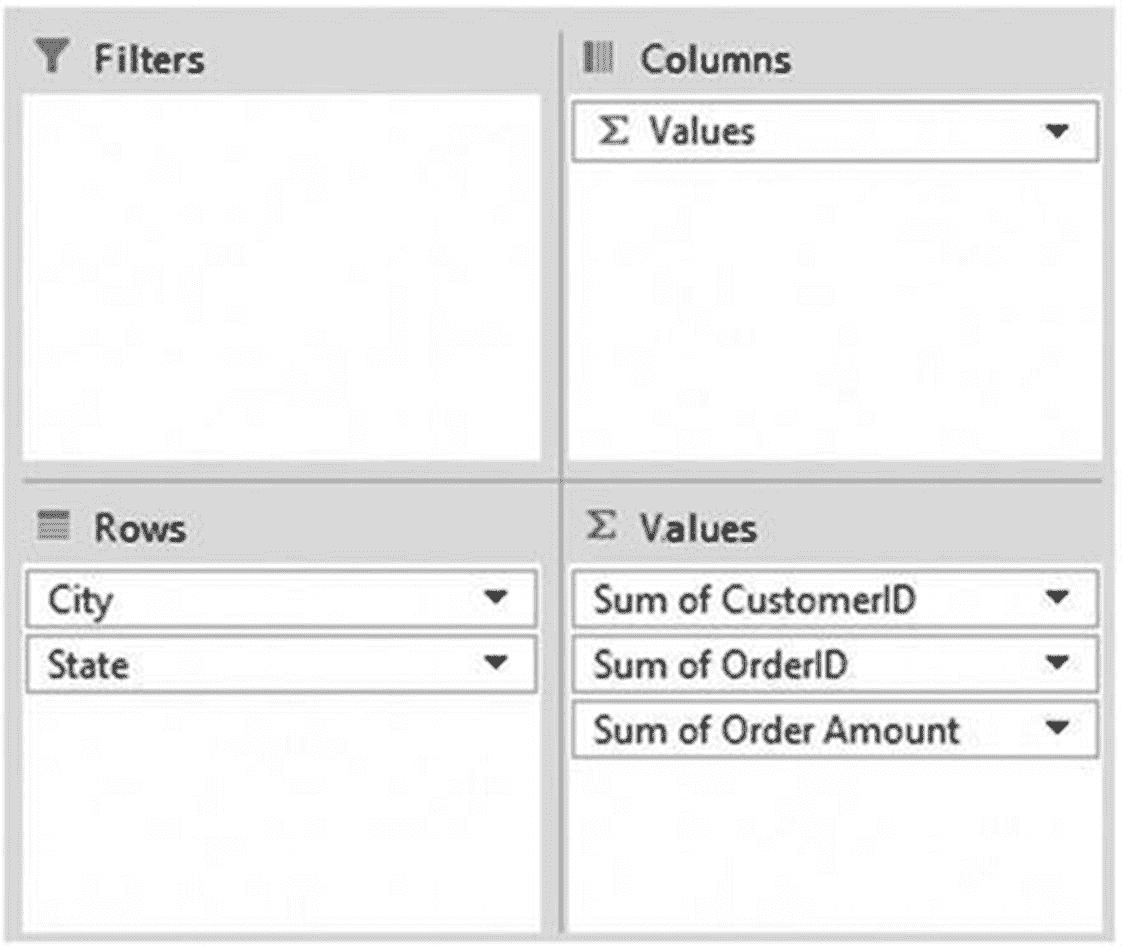 Filters
Columns
Σ Values
Rows
City
State
Σ Values
Sum of CustomerID
Sum of OrderID
Sum of Order Amount